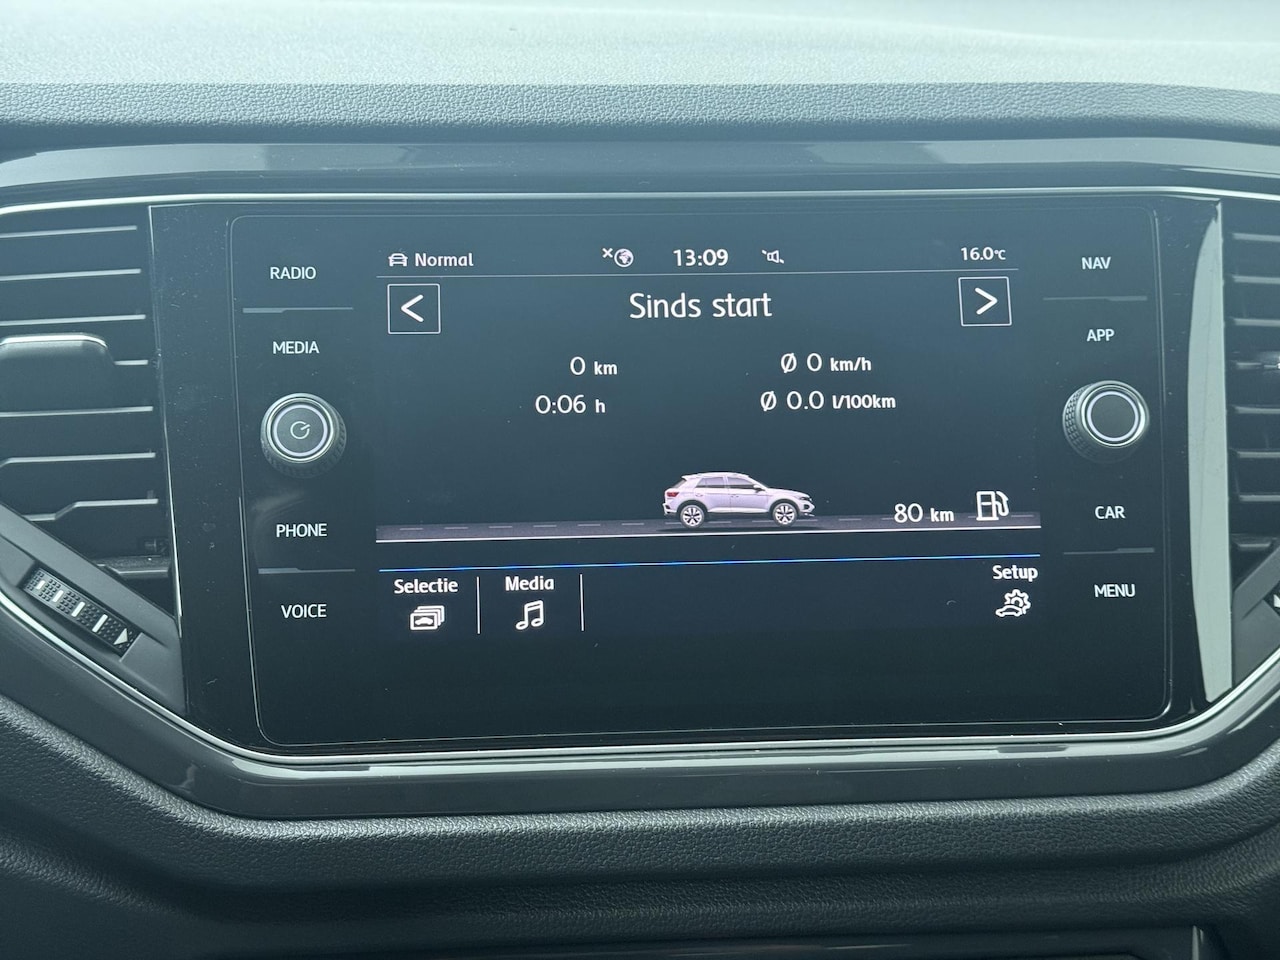 RADIO
MEDIA
PHONE
VOICE
Normal
13:09
16.0°C
<
Sinds start
>
0 km
Ø 0 km/h
0:06 h
Ø 0.0 l/100km
80 km
Selectie
Media
Setup
NAV
APP
CAR
MENU